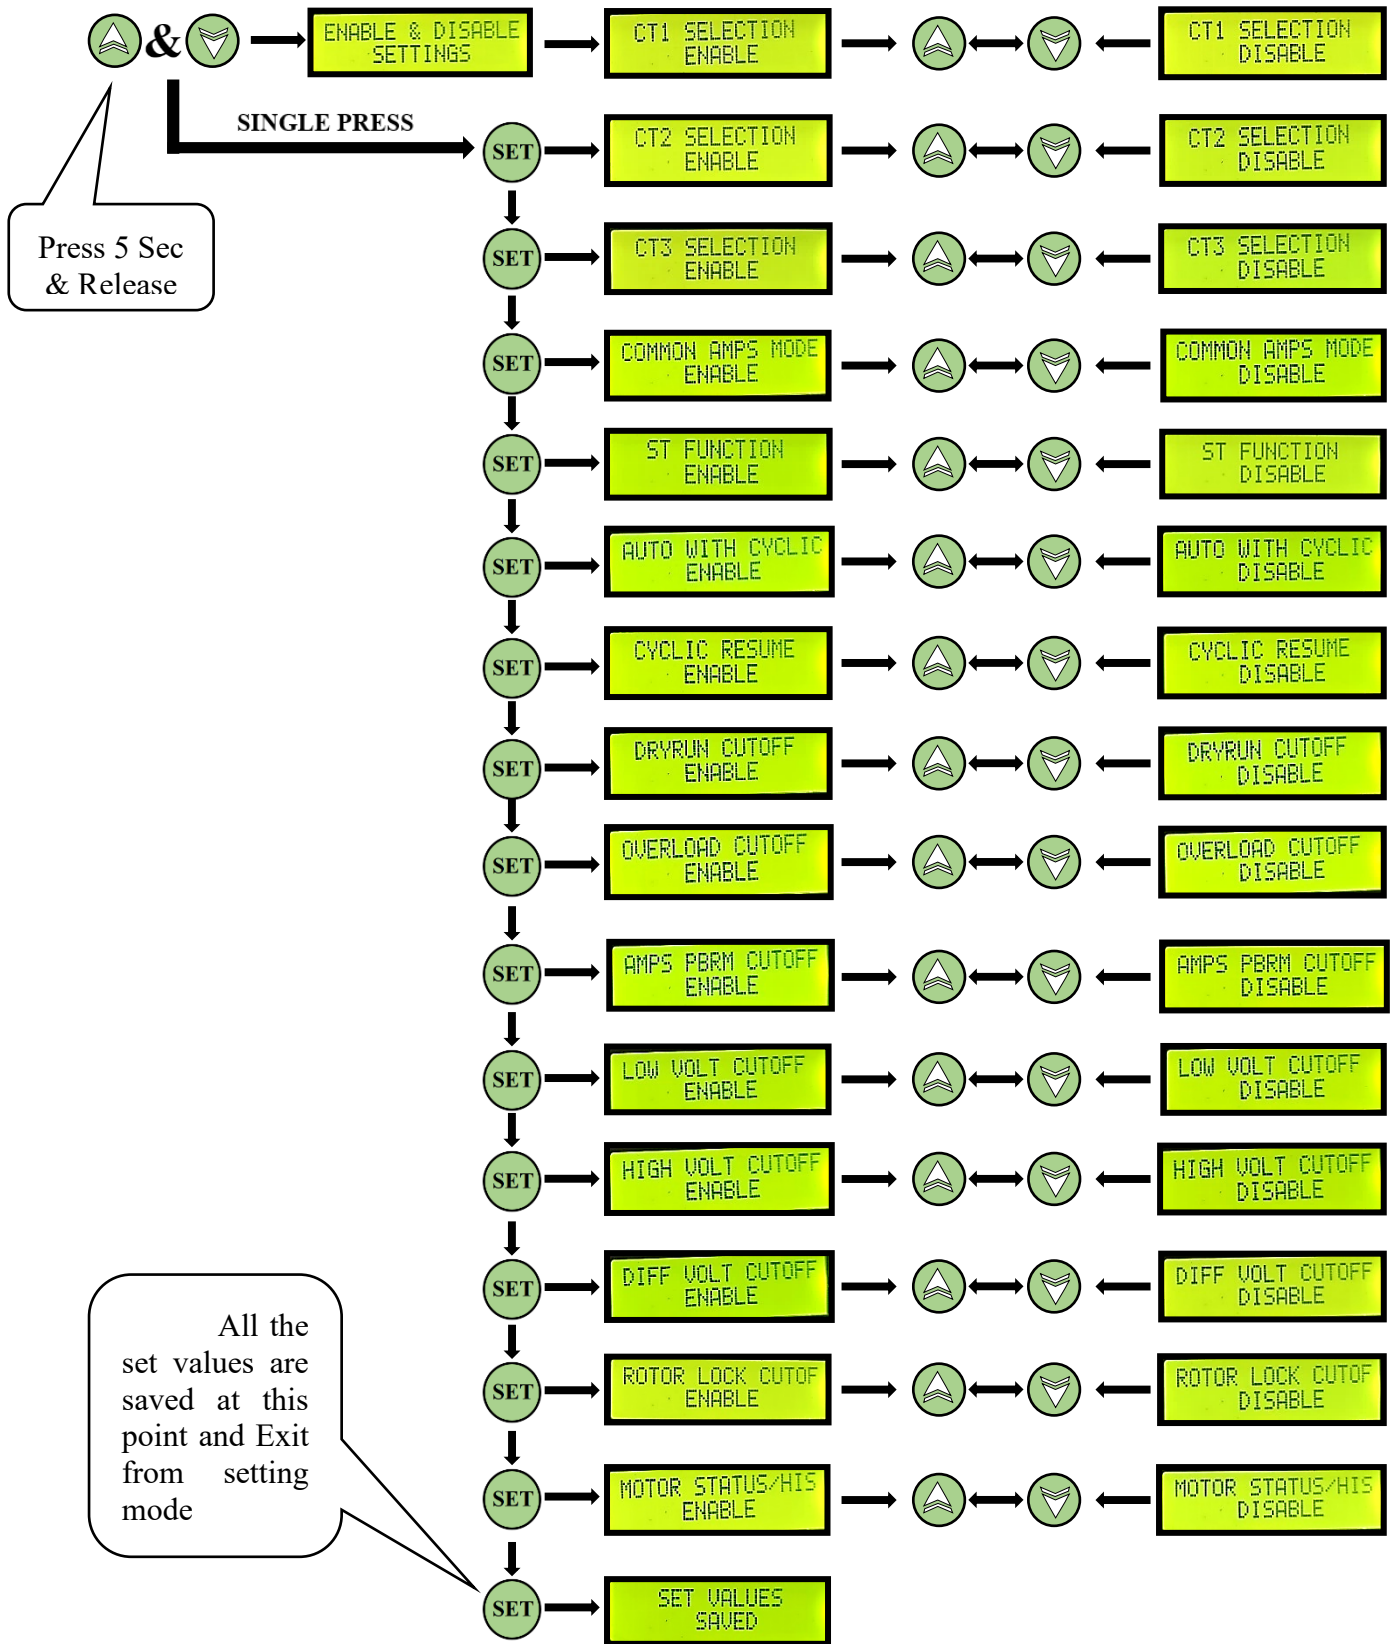 &
ENABLE & DISABLE
SETTINGS
CT1 SELECTION
ENABLE
CT1 SELECTION
DISABLE
SINGLE PRESS
Press 5 Sec
& Release
SET
CT2 SELECTION
ENABLE
CT2 SELECTION
DISABLE
SET
CT3 SELECTION
ENABLE
CT3 SELECTION
DISABLE
SET
COMMON AMPS MODE
ENABLE
COMMON AMPS MODE
DISABLE
SET
ST FUNCTION
ENABLE
ST FUNCTION
DISABLE
SET
AUTO WITH CYCLIC
ENABLE
AUTO WITH CYCLIC
DISABLE
SET
CYCLIC RESUME
ENABLE
CYCLIC RESUME
DISABLE
SET
DRYRUN CUTOFF
ENABLE
DRYRUN CUTOFF
DISABLE
SET
OVERLOAD CUTOFF
ENABLE
OVERLOAD CUTOFF
DISABLE
SET
AMPS PBRM CUTOFF
ENABLE
AMPS PBRM CUTOFF
DISABLE
SET
LOW VOLT CUTOFF
ENABLE
LOW VOLT CUTOFF
DISABLE
SET
HIGH VOLT CUTOFF
ENABLE
HIGH VOLT CUTOFF
DISABLE
SET
DIFF VOLT CUTOFF
ENABLE
DIFF VOLT CUTOFF
DISABLE
SET
ROTOR LOCK CUTOF
ENABLE
ROTOR LOCK CUTOF
DISABLE
SET
MOTOR STATUS/HIS
ENABLE
MOTOR STATUS/HIS
DISABLE
All the
set values are
saved at this
point and Exit
from setting
mode
SET
SET VALUES
SAVED